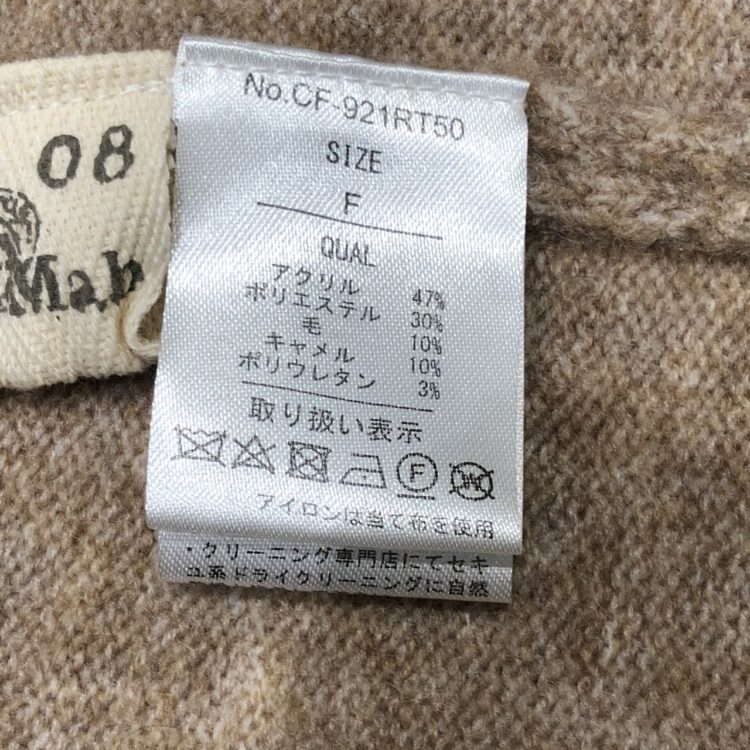 08
Mab
No.CF-921RT50
SIZE
F
QUAL
アクリル 47%
ポリエステル 30%
毛 10%
キャメル 10%
ポリウレタン 3%
取り扱い表示
F
W
アイロンは当て布を使用
・クリーニング専門店にてセキ
ユ系ドライクリーニングに自然